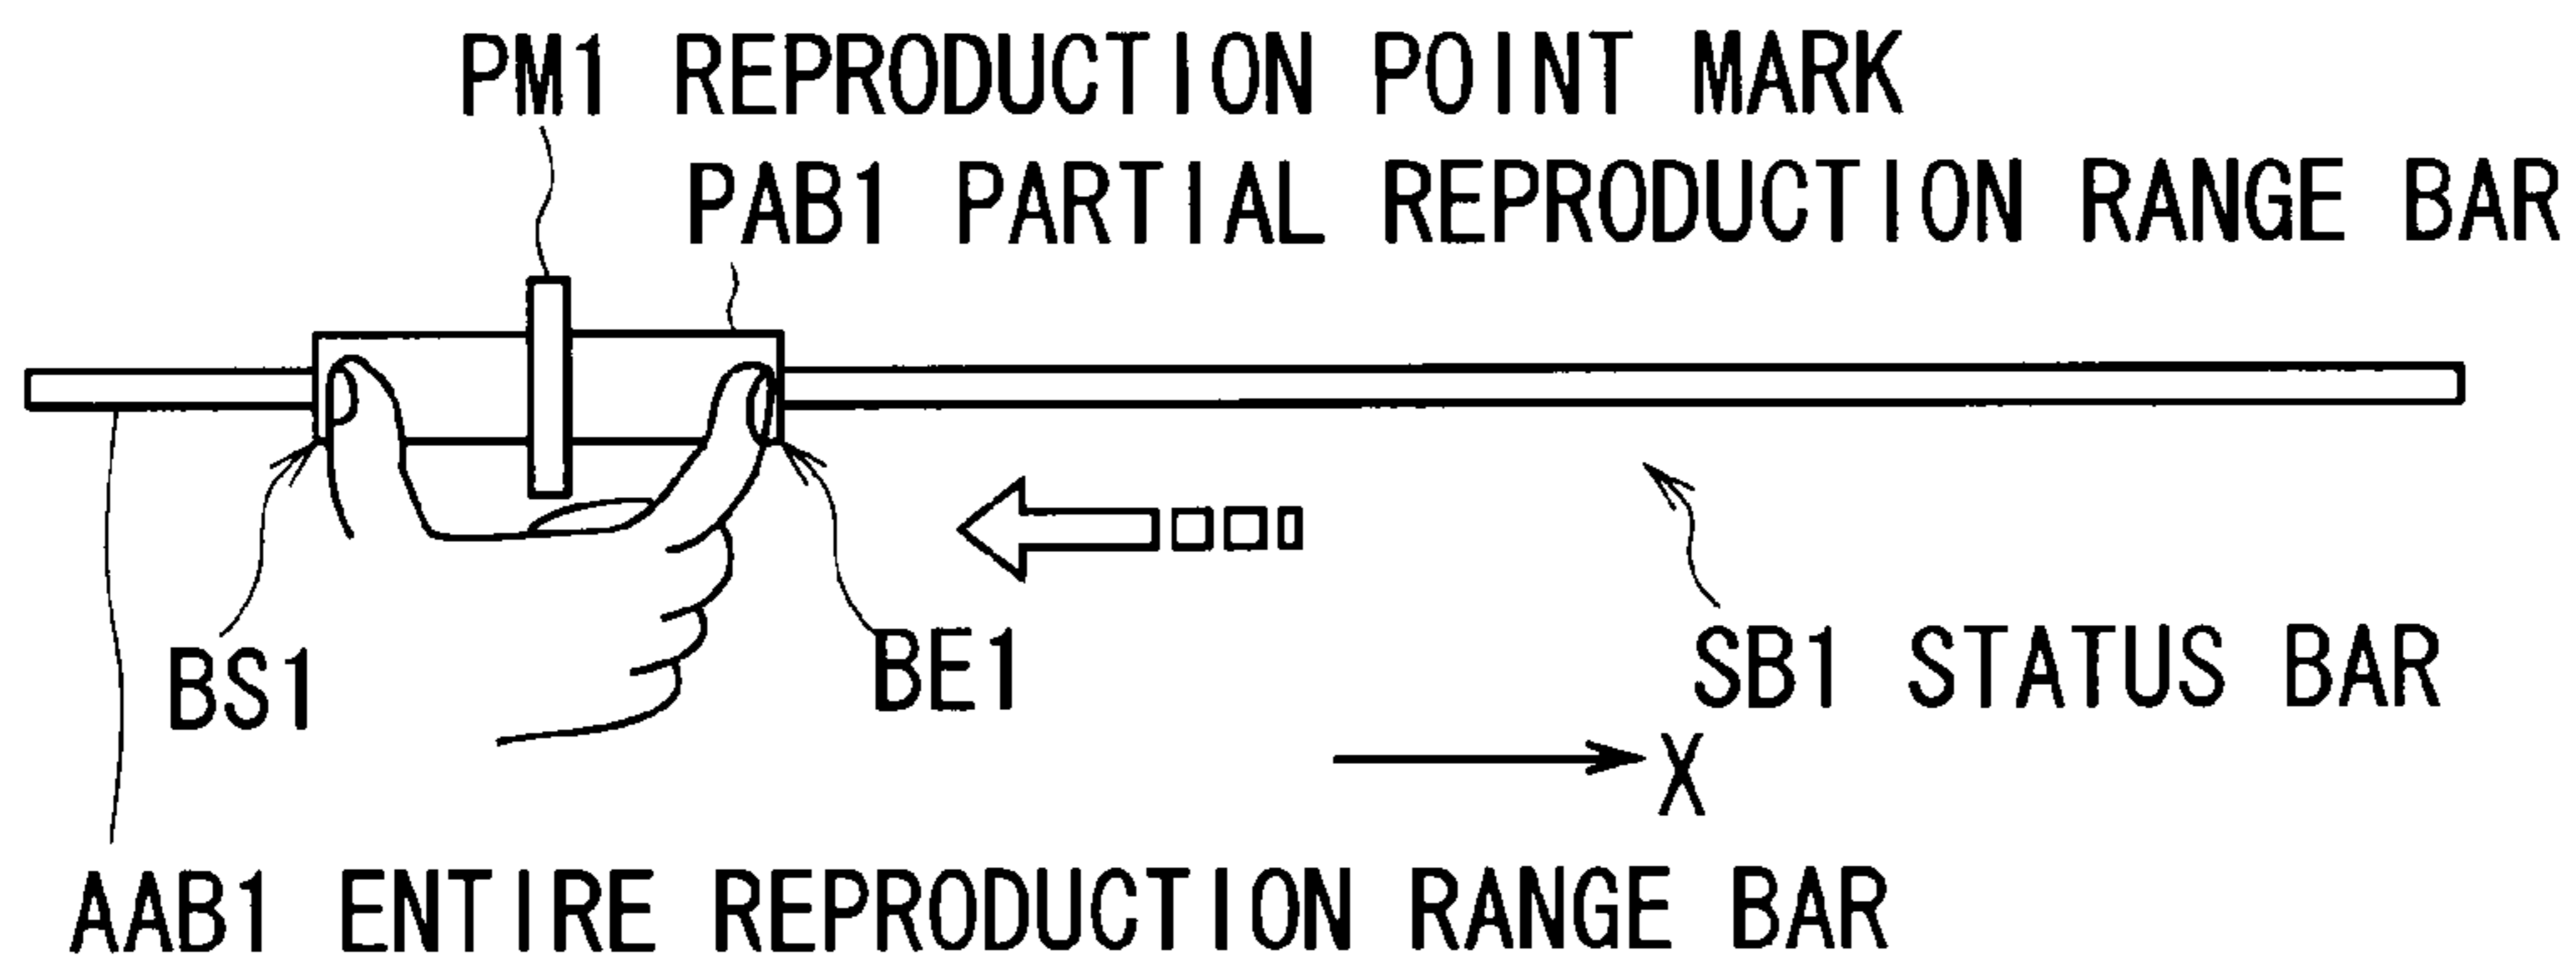 PM1 REPRODUCTION POINT MARK
PAB1 PARTIAL REPRODUCTION RANGE BAR
BS1
BE1
SB1 STATUS BAR
X
AAB1 ENTIRE REPRODUCTION RANGE BAR